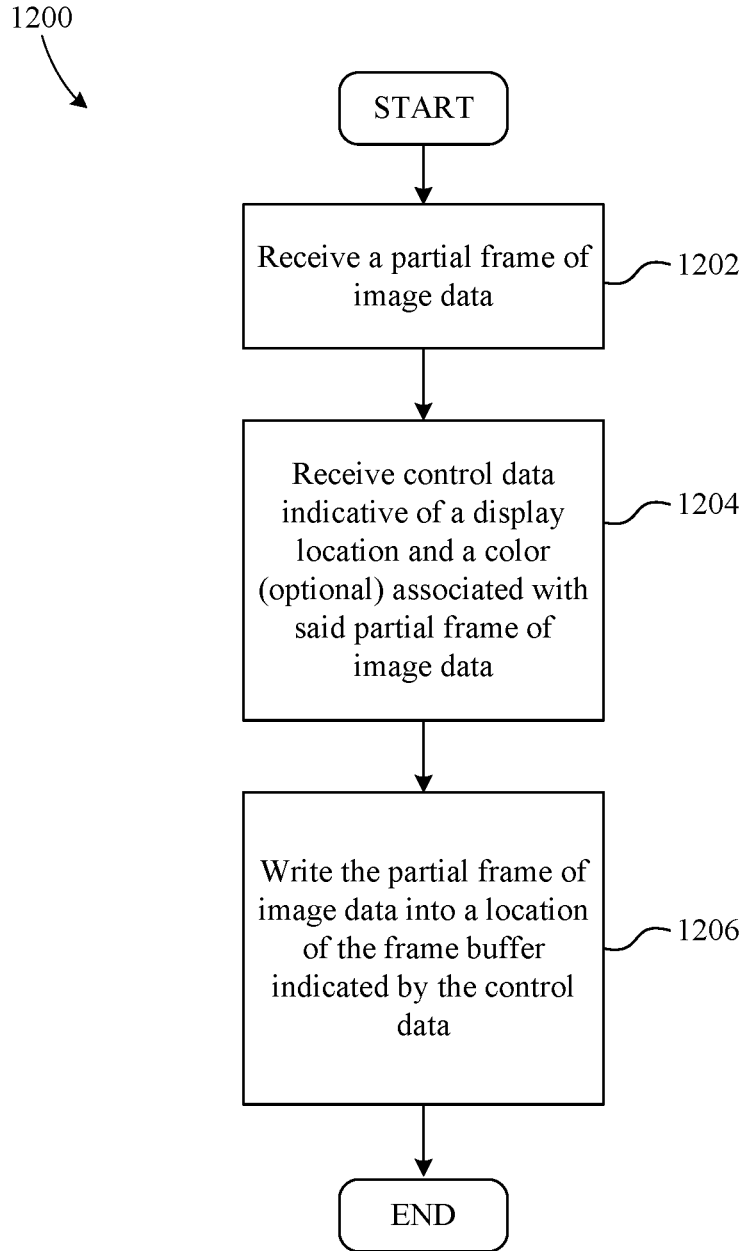 1200
START
Receive a partial frame of
image data
1202
Receive control data
indicative of a display
location and a color
(optional) associated with
said partial frame of
image data
1204
Write the partial frame of
image data into a location
of the frame buffer
indicated by the control
data
1206
END